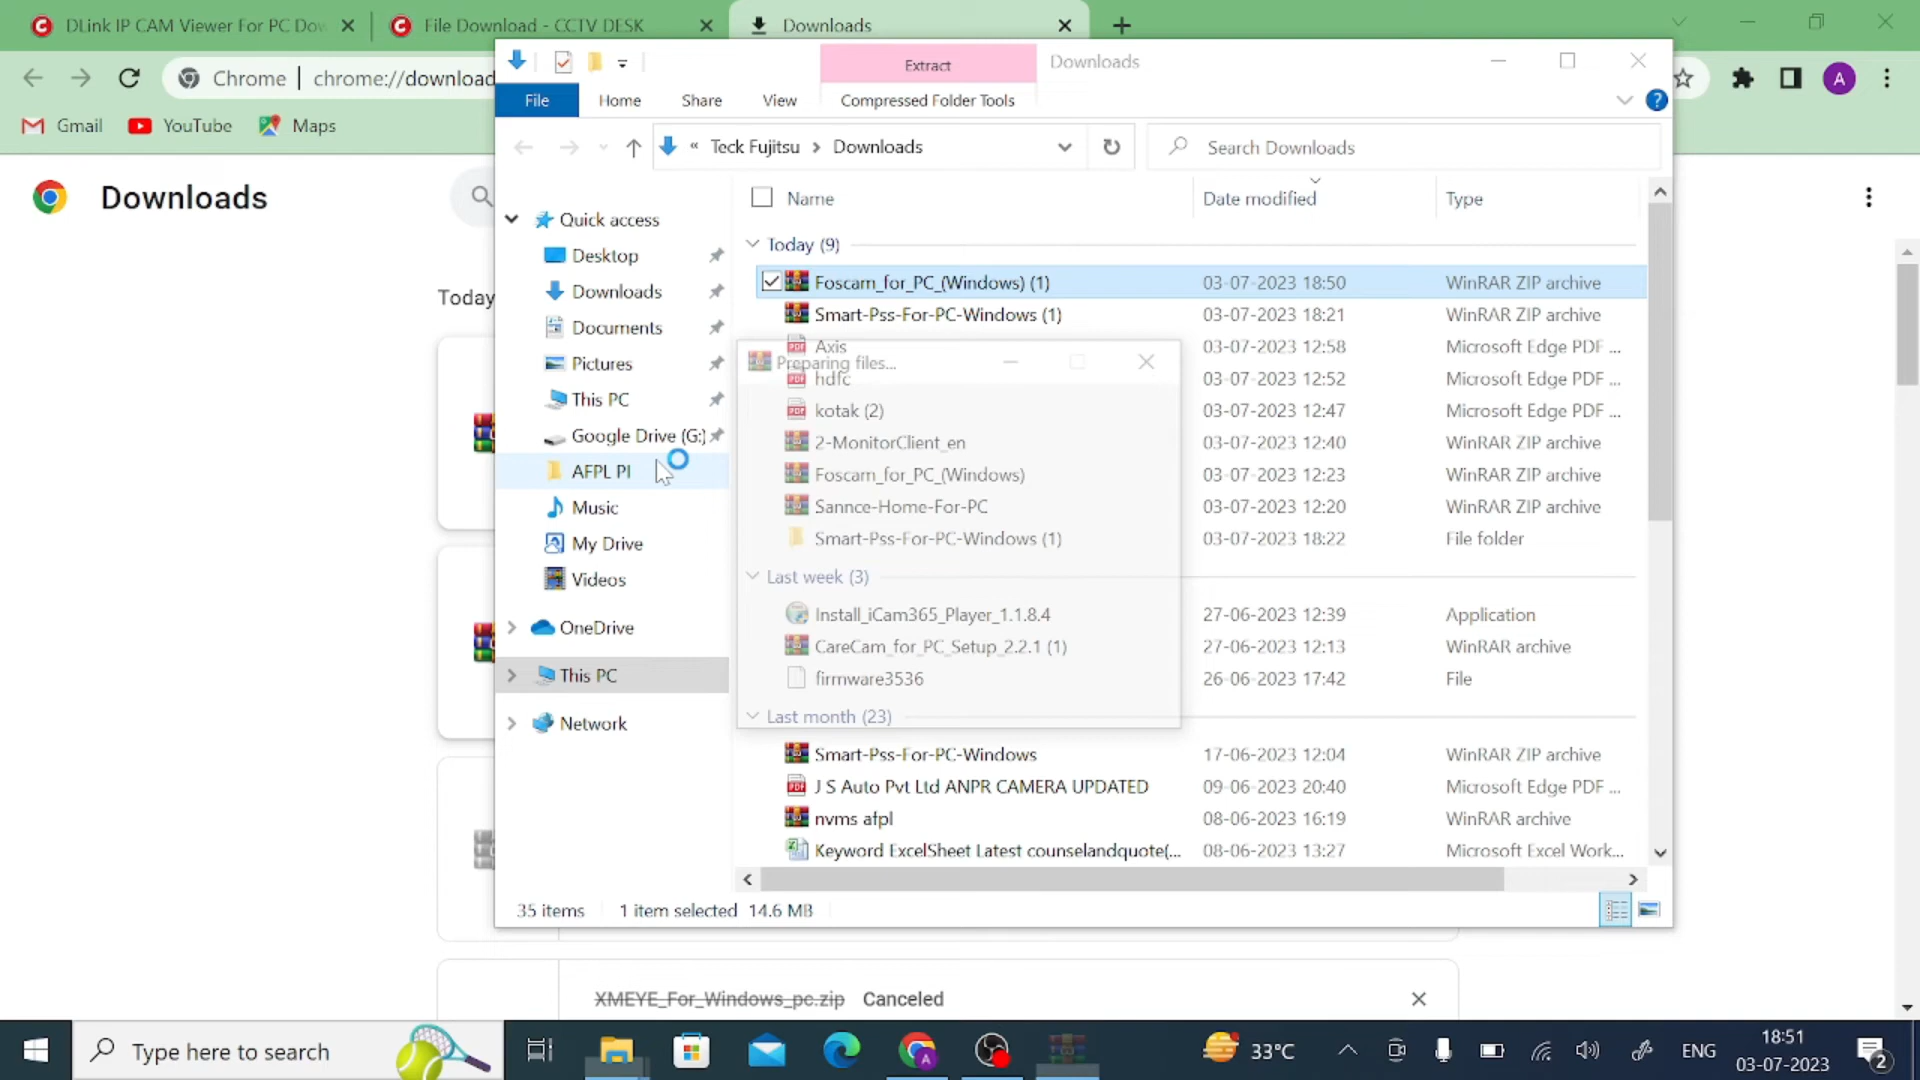 DLink IP CAM Viewer For PC Dow
File Download - CCTV DESK
Downloads
Chrome
chrome://download
Gmail
YouTube
Maps
Downloads
Today
Extract
Downloads
File
Home
Share
View
Compressed Folder Tools
« Teck Fujitsu > Downloads
Search Downloads
Name
Date modified
Type
Quick access
Desktop
Downloads
Documents
Pictures
This PC
Google Drive (G:)
AFPL PI
Music
My Drive
Videos
OneDrive
This PC
Network
Today (9)
Foscam_for_PC_(Windows) (1) 03-07-2023 18:50 WinRAR ZIP archive
Smart-Pss-For-PC-Windows (1) 03-07-2023 18:21 WinRAR ZIP archive
Axis 03-07-2023 12:58 Microsoft Edge PDF ...
Preparing files...
hdfc 03-07-2023 12:52 Microsoft Edge PDF ...
kotak (2) 03-07-2023 12:47 Microsoft Edge PDF ...
2-MonitorClient_en 03-07-2023 12:40 WinRAR ZIP archive
Foscam_for_PC_(Windows) 03-07-2023 12:23 WinRAR ZIP archive
Sannce-Home-For-PC 03-07-2023 12:20 WinRAR ZIP archive
Smart-Pss-For-PC-Windows (1) 03-07-2023 18:22 File folder
Last week (3)
Install_iCam365_Player_1.1.8.4 27-06-2023 12:39 Application
CareCam_for_PC_Setup_2.2.1 (1) 27-06-2023 12:13 WinRAR archive
firmware3536 26-06-2023 17:42 File
Last month (23)
Smart-Pss-For-PC-Windows 17-06-2023 12:04 WinRAR ZIP archive
J S Auto Pvt Ltd ANPR CAMERA UPDATED 09-06-2023 20:40 Microsoft Edge PDF ...
nvms afpl 08-06-2023 16:19 WinRAR archive
Keyword ExcelSheet Latest counselandquote(... 08-06-2023 13:27 Microsoft Excel Work...
35 items
1 item selected 14.6 MB
XMEYE_For_Windows_pc.zip Canceled
Type here to search
33°C
ENG
18:51
03-07-2023
2
A
A